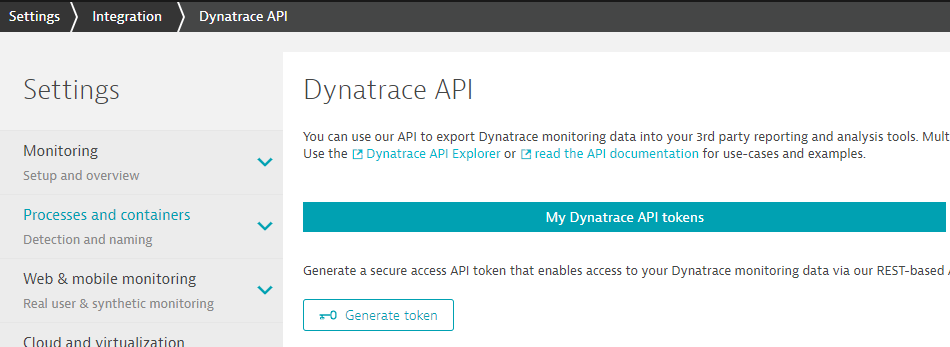 Settings Integration Dynatrace API
Settings
Monitoring
Setup and overview
Processes and containers
Detection and naming
Web & mobile monitoring
Real user & synthetic monitoring
Cloud and virtualization
Dynatrace API
You can use our API to export Dynatrace monitoring data into your 3rd party reporting and analysis tools. Mult
Use the Dynatrace API Explorer or read the API documentation for use-cases and examples.
My Dynatrace API tokens
Generate a secure access API token that enables access to your Dynatrace monitoring data via our REST-based
Generate token